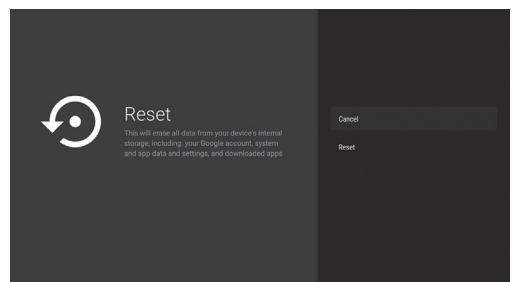 Reset
This will erase all data from your device's internal
storage, including: your Google account, system
and app data and settings, and downloaded apps
Cancel
Reset